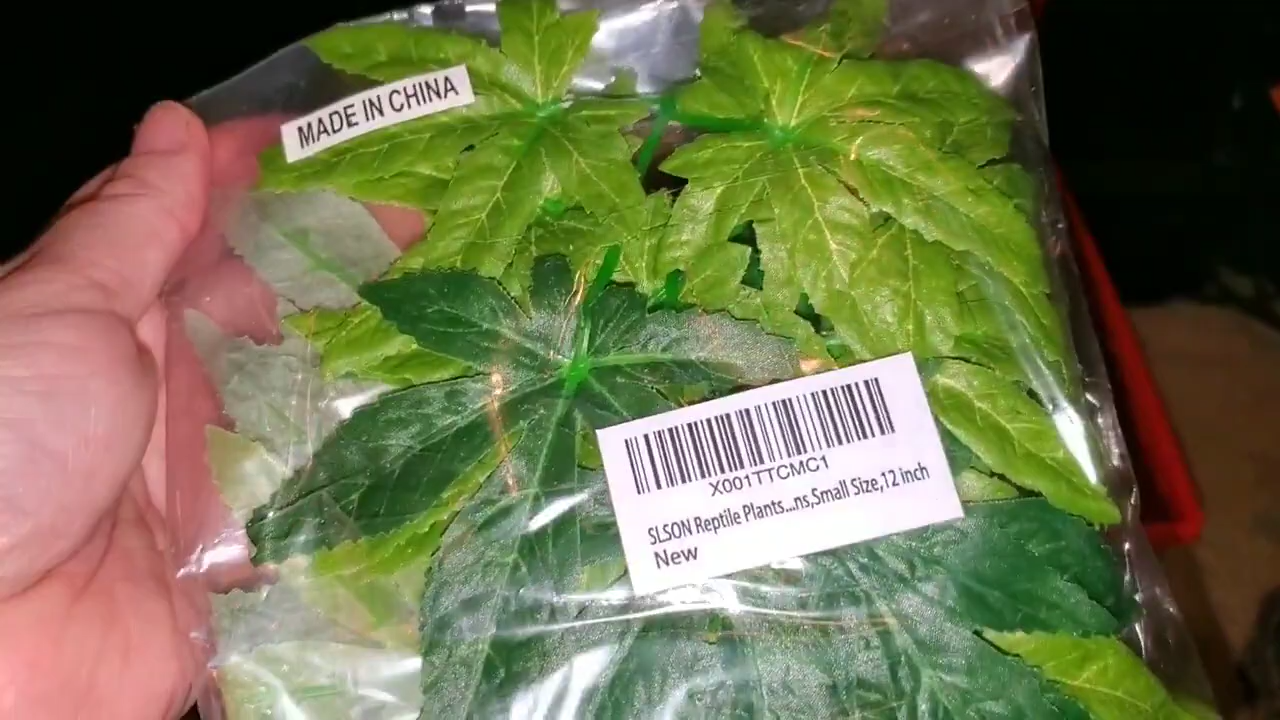 MADE IN CHINA
X001TTCMC1
SLSON Reptile Plants...ns,Small Size,12 inch
New